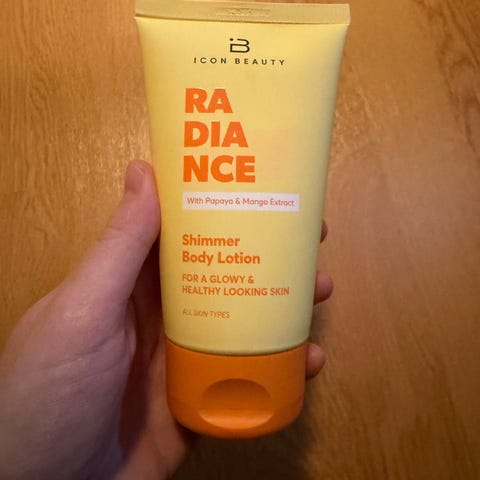 ICON BEAUTY
RA
DIA
NCE
With Papaya & Mango Extract
Shimmer
Body Lotion
FOR A GLOWY &
HEALTHY LOOKING SKIN
ALL SKIN TYPES